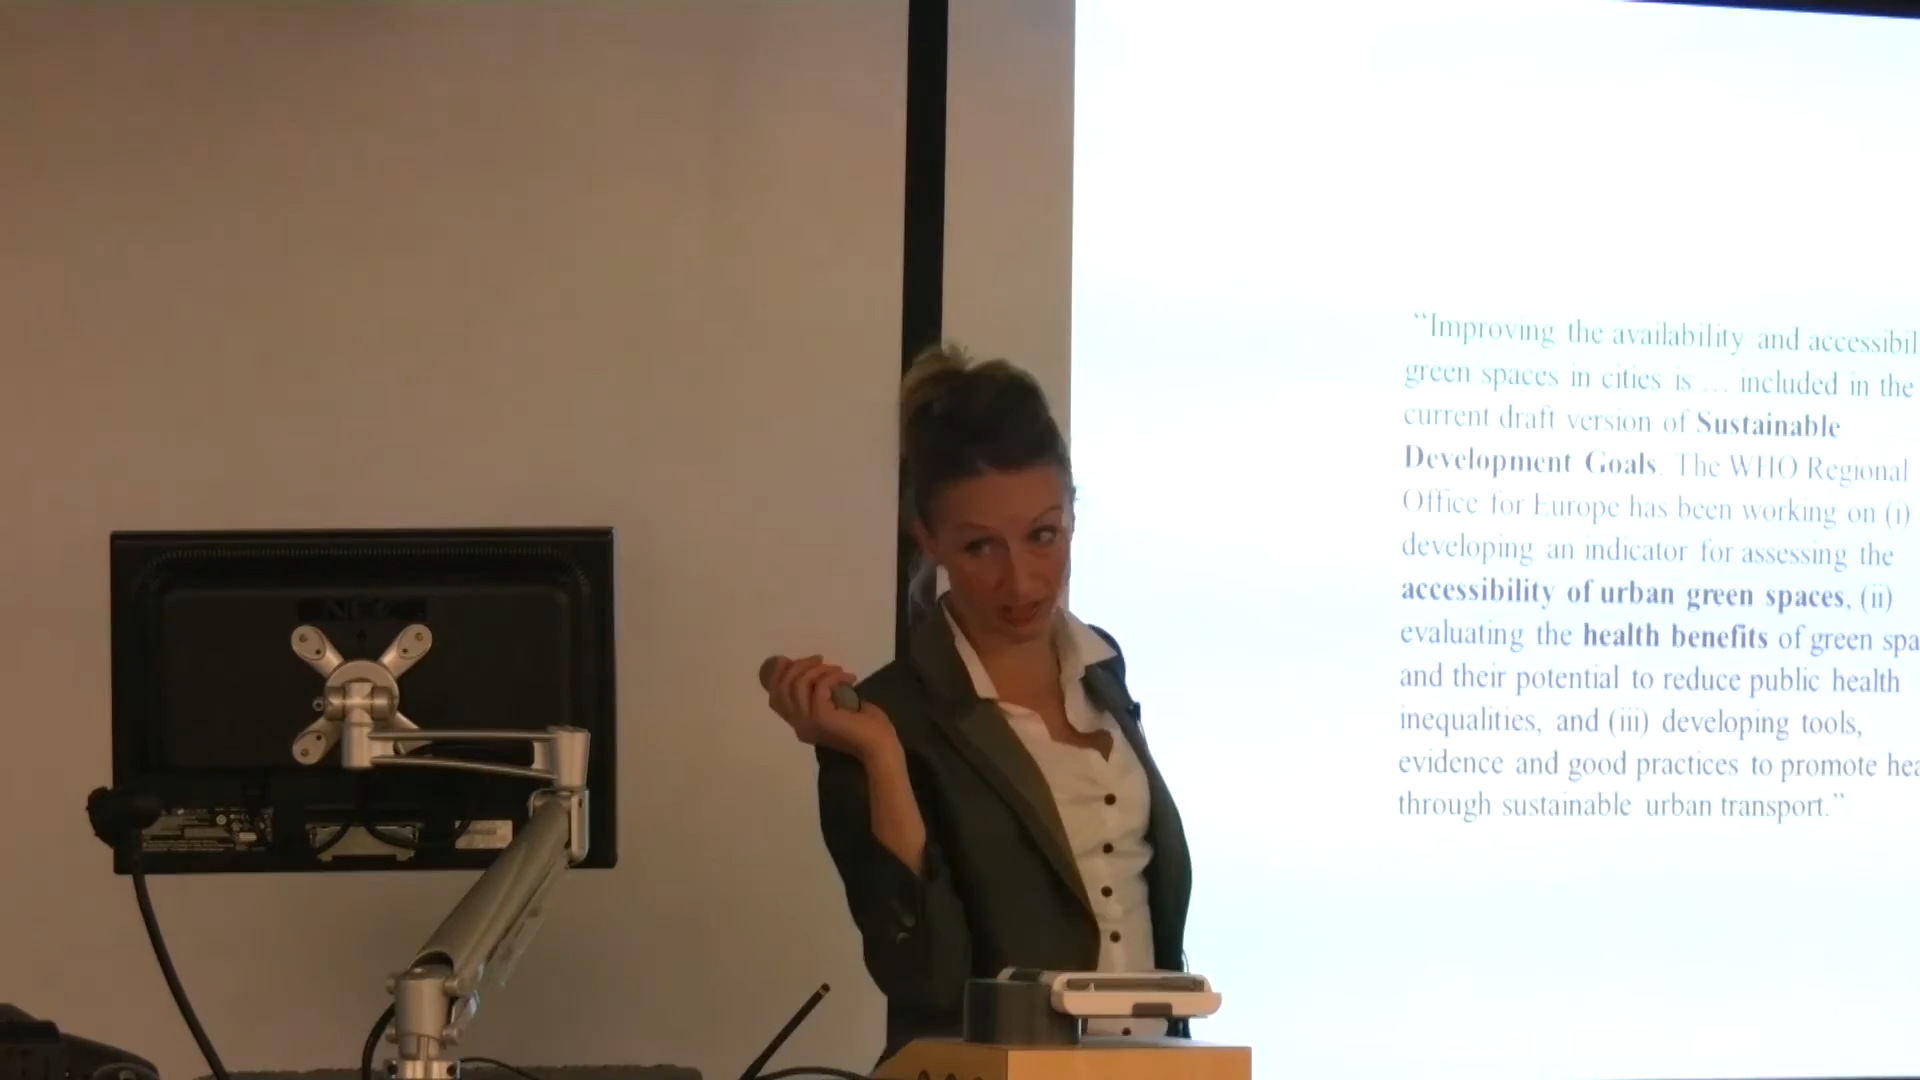 “Improving the availability and accessibil
green spaces in cities is … included in the
current draft version of Sustainable
Development Goals. The WHO Regional
Office for Europe has been working on (i)
developing an indicator for assessing the
accessibility of urban green spaces, (ii)
evaluating the health benefits of green spa
and their potential to reduce public health
inequalities, and (iii) developing tools,
evidence and good practices to promote hea
through sustainable urban transport.”
NEC